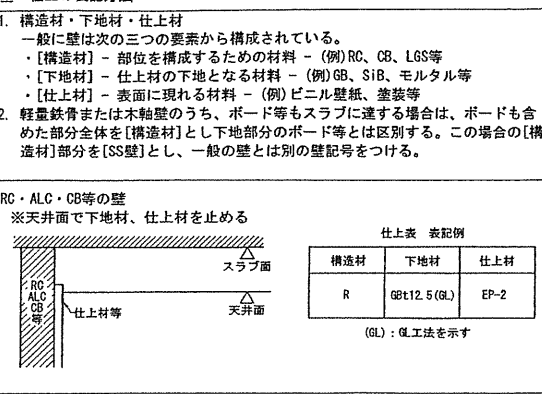 1. 構造材・下地材・仕上材
一般に壁は次の三つの要素から構成されている。
・[構造材] - 部位を構成するための材料 - (例)RC、CB、LGS等
・[下地材] - 仕上材の下地となる材料 - (例)GB、SiB、モルタル等
・[仕上材] - 表面に現れる材料 - (例)ビニル壁紙、塗装等
2. 軽量鉄骨または木軸壁のうち、ボード等もスラブに達する場合は、ボードも含
めた部分全体を[構造材]とし下地部分のボード等とは区別する。この場合の[構
造材]部分を[SS壁]とし、一般の壁とは別の壁記号をつける。
RC・ALC・CB等の壁
※天井面で下地材、仕上材を止める
スラブ面
RC
ALC
CB
等
仕上材等
天井面
仕上表 表記例
構造材 下地材 仕上材
R GBt12.5(GL) EP-2
(GL):GL工法を示す